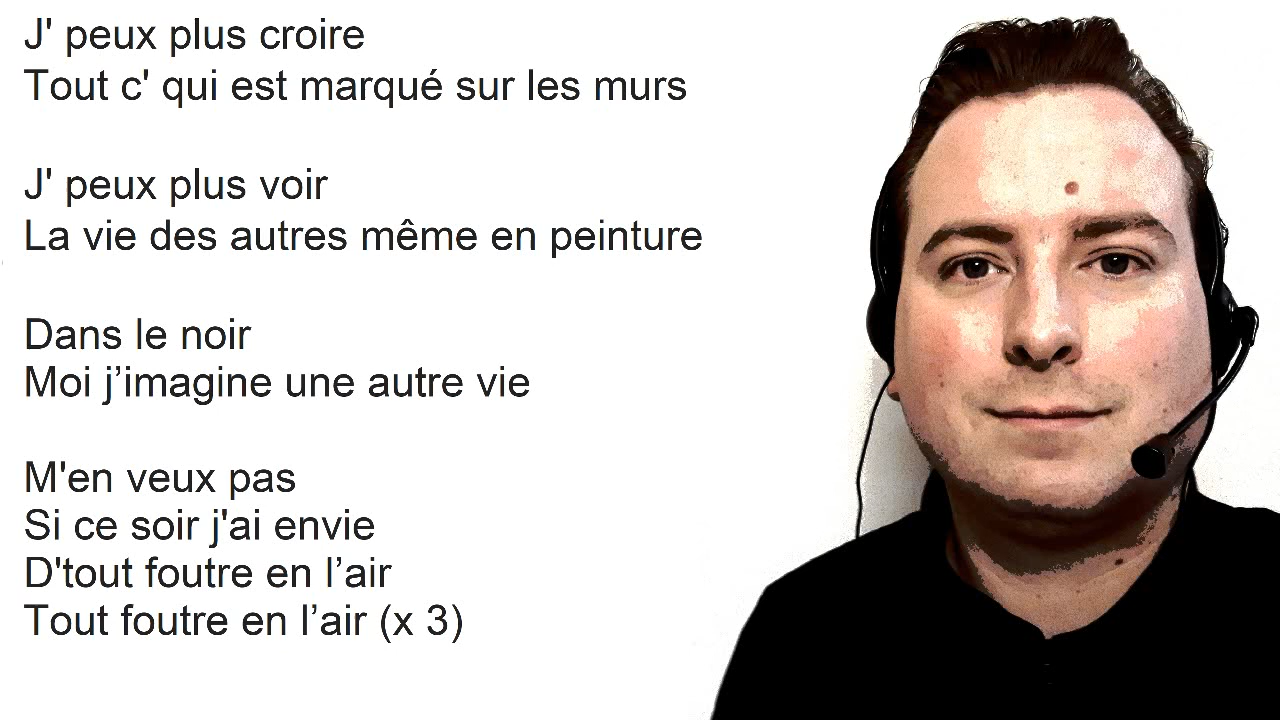 J' peux plus croire
Tout c' qui est marqué sur les murs
J' peux plus voir
La vie des autres même en peinture
Dans le noir
Moi j’imagine une autre vie
M'en veux pas
Si ce soir j'ai envie
D'tout foutre en l’air
Tout foutre en l’air (x 3)